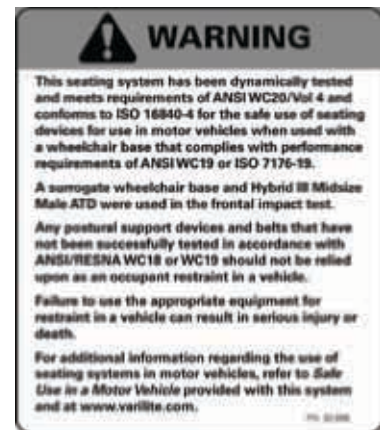 WARNING
This seating system has been dynamically tested
and meets requirements of ANSI WC20/Vol 4 and
conforms to ISO 16840-4 for the safe use of seating
devices for use in motor vehicles when used with
a wheelchair base that complies with performance
requirements of ANSI WC19 or ISO 7176-19.
A surrogate wheelchair base and Hybrid III Midsize
Male ATD were used in the frontal impact test.
Any postural support devices and belts that have
not been successfully tested in accordance with
ANSI/RESNA WC18 or WC19 should not be relied
upon as an occupant restraint in a vehicle.
Failure to use the appropriate equipment for
restraint in a vehicle can result in serious injury or
death.
For additional information regarding the use of
seating systems in motor vehicles, refer to Safe
Use in a Motor Vehicle provided with this system
and at www.varilite.com.